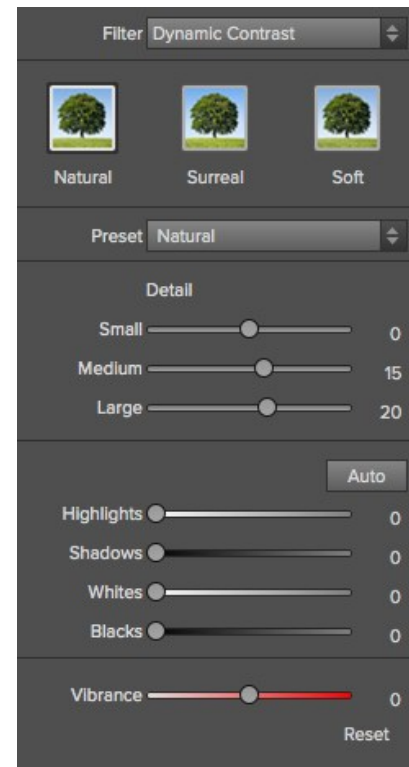 Filter Dynamic Contrast
Natural Surreal Soft
Preset Natural
Detail
Small 0
Medium 15
Large 20
Auto
Highlights 0
Shadows 0
Whites 0
Blacks 0
Vibrance 0
Reset